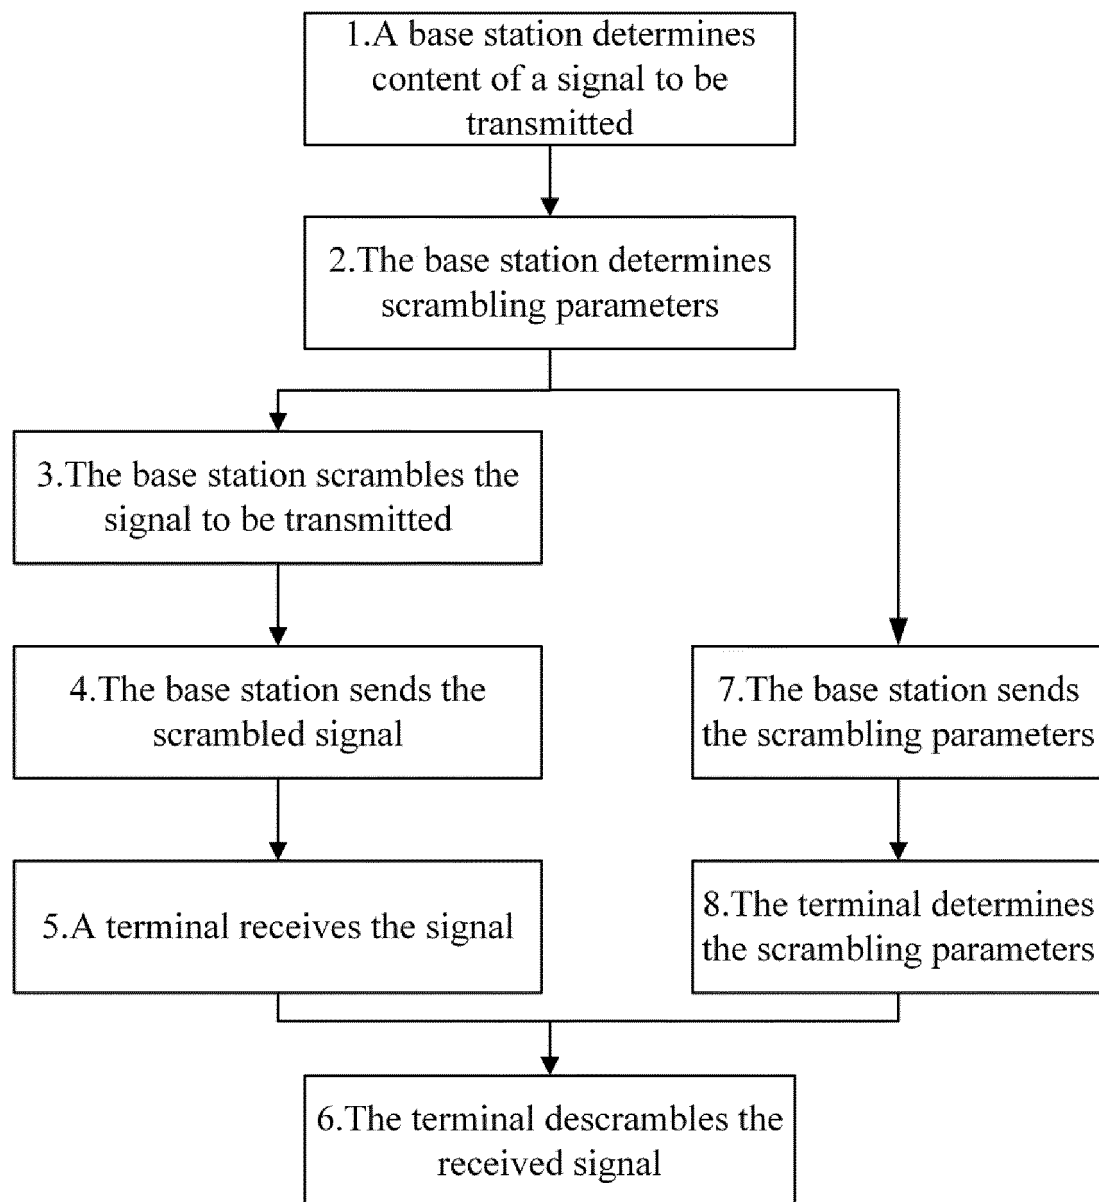 1.A base station determines
content of a signal to be
transmitted
2.The base station determines
scrambling parameters
3.The base station scrambles the
signal to be transmitted
4.The base station sends the
scrambled signal
7.The base station sends
the scrambling parameters
5.A terminal receives the signal
8.The terminal determines
the scrambling parameters
6.The terminal descrambles the
received signal